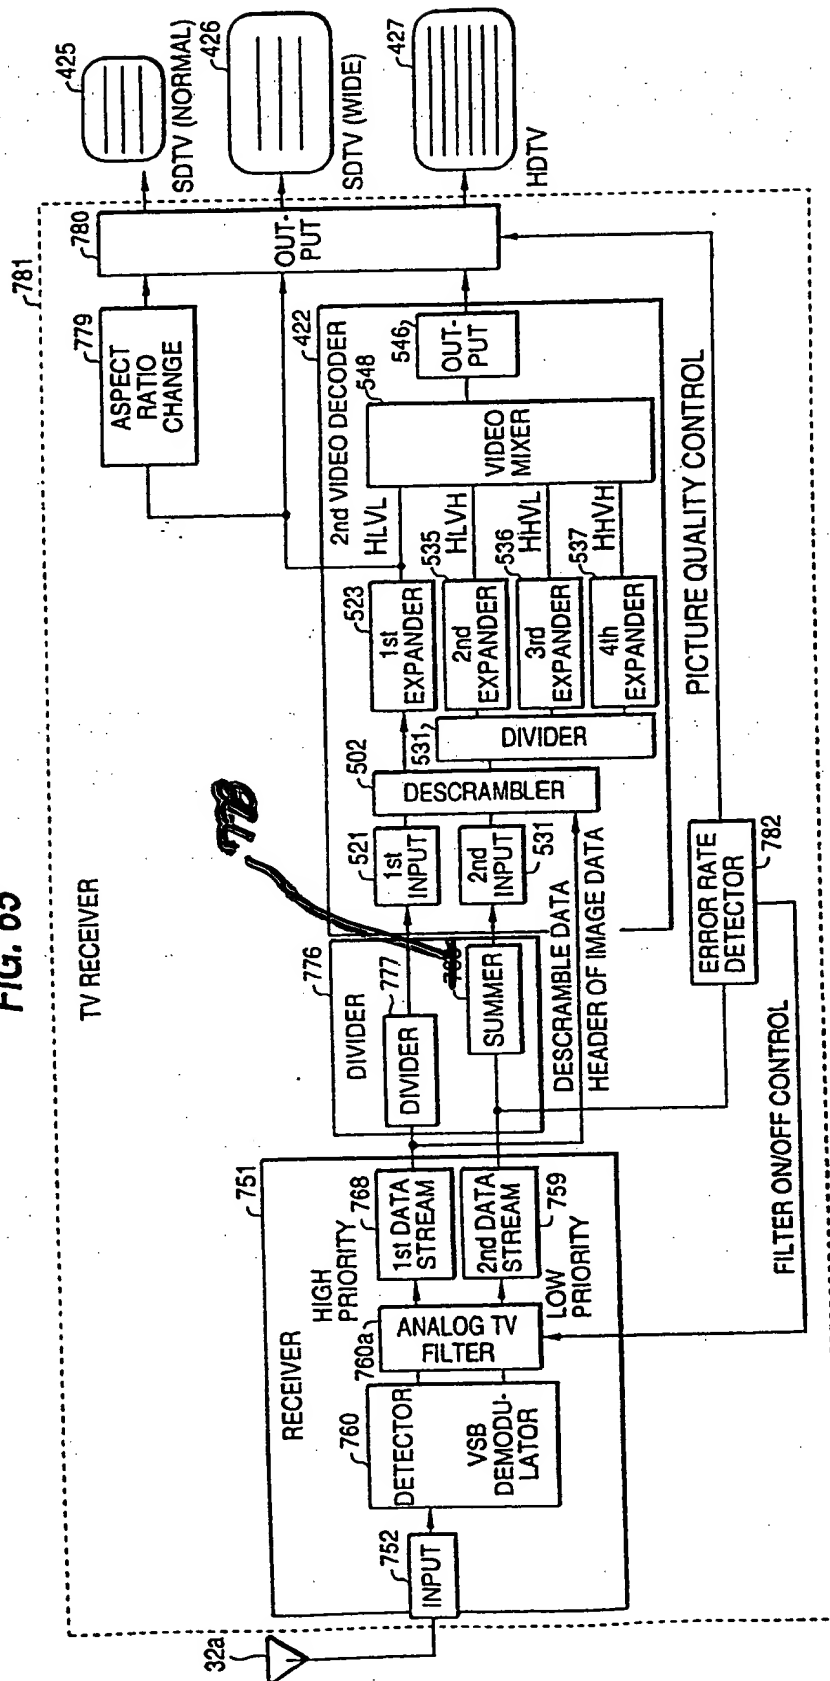 FIG. 65
TV RECEIVER
781
32a
RECEIVER
751
752
INPUT
760
DETECTOR
VSB
DEMODU-
LATOR
760a
ANALOG TV
FILTER
HIGH
PRIORITY
768
1st DATA
STREAM
2nd DATA
STREAM
759
LOW
PRIORITY
776
DIVIDER
777
DIVIDER
SUMMER
DESCRAMBLE DATA
HEADER OF IMAGE DATA
2nd VIDEO DECODER
422
521
1st
INPUT
2nd
INPUT
531
502
DESCRAMBLER
531
DIVIDER
523
1st
EXPANDER
535
2nd
EXPANDER
536
3rd
EXPANDER
537
4th
EXPANDER
HLVL
HLVH
HHVL
HHVH
548
VIDEO
MIXER
546
OUT-
PUT
779
ASPECT
RATIO
CHANGE
780
OUT-
PUT
425
SDTV (NORMAL)
426
SDTV (WIDE)
427
HDTV
ERROR RATE
DETECTOR
782
PICTURE QUALITY CONTROL
FILTER ON/OFF CONTROL